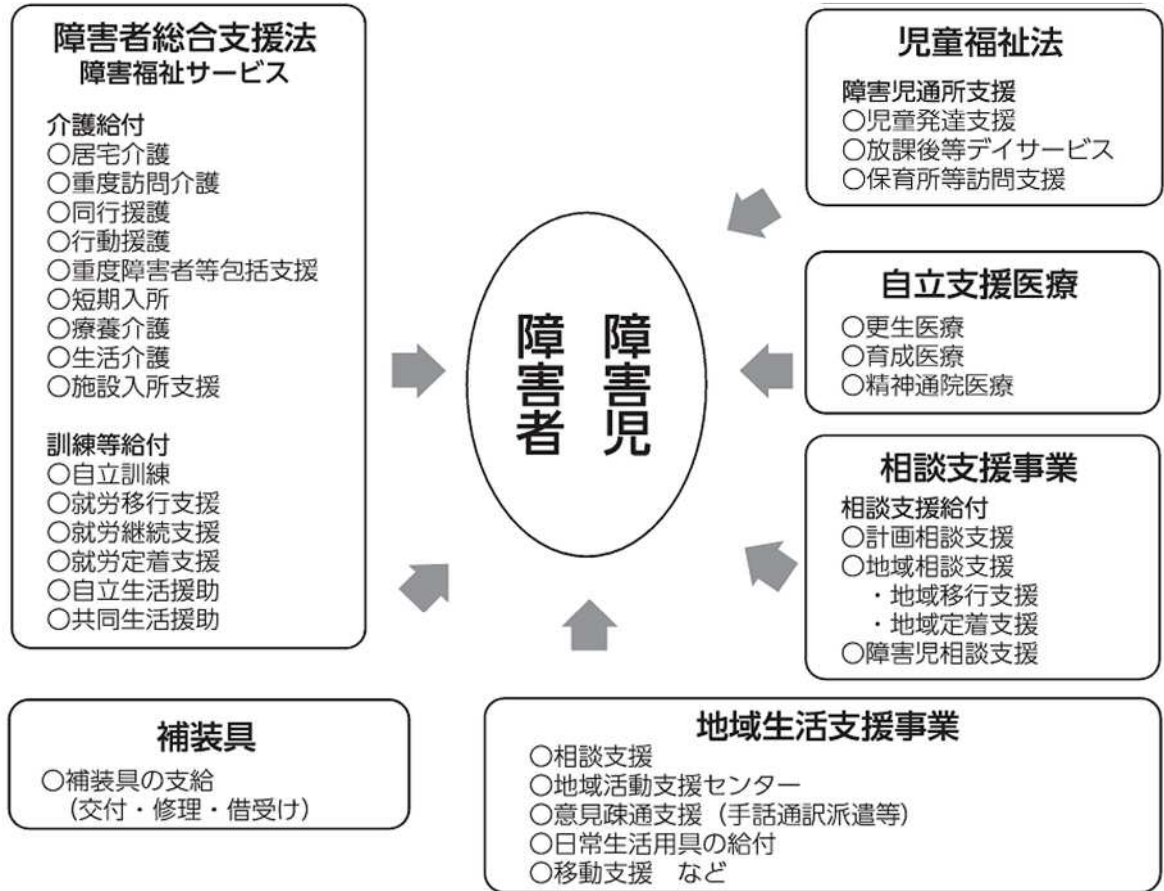 障害者総合支援法
障害福祉サービス
介護給付
○居宅介護
○重度訪問介護
○同行援護
○行動援護
○重度障害者等包括支援
○短期入所
○療養介護
○生活介護
○施設入所支援
訓練等給付
○自立訓練
○就労移行支援
○就労継続支援
○就労定着支援
○自立生活援助
○共同生活援助
補装具
○補装具の支給
（交付・修理・借受け）
障害児
障害者
児童福祉法
障害児通所支援
○児童発達支援
○放課後等デイサービス
○保育所等訪問支援
自立支援医療
○更生医療
○育成医療
○精神通院医療
相談支援事業
相談支援給付
○計画相談支援
○地域相談支援
・地域移行支援
・地域定着支援
○障害児相談支援
地域生活支援事業
○相談支援
○地域活動支援センター
○意見疎通支援（手話通訳派遣等）
○日常生活用具の給付
○移動支援　など